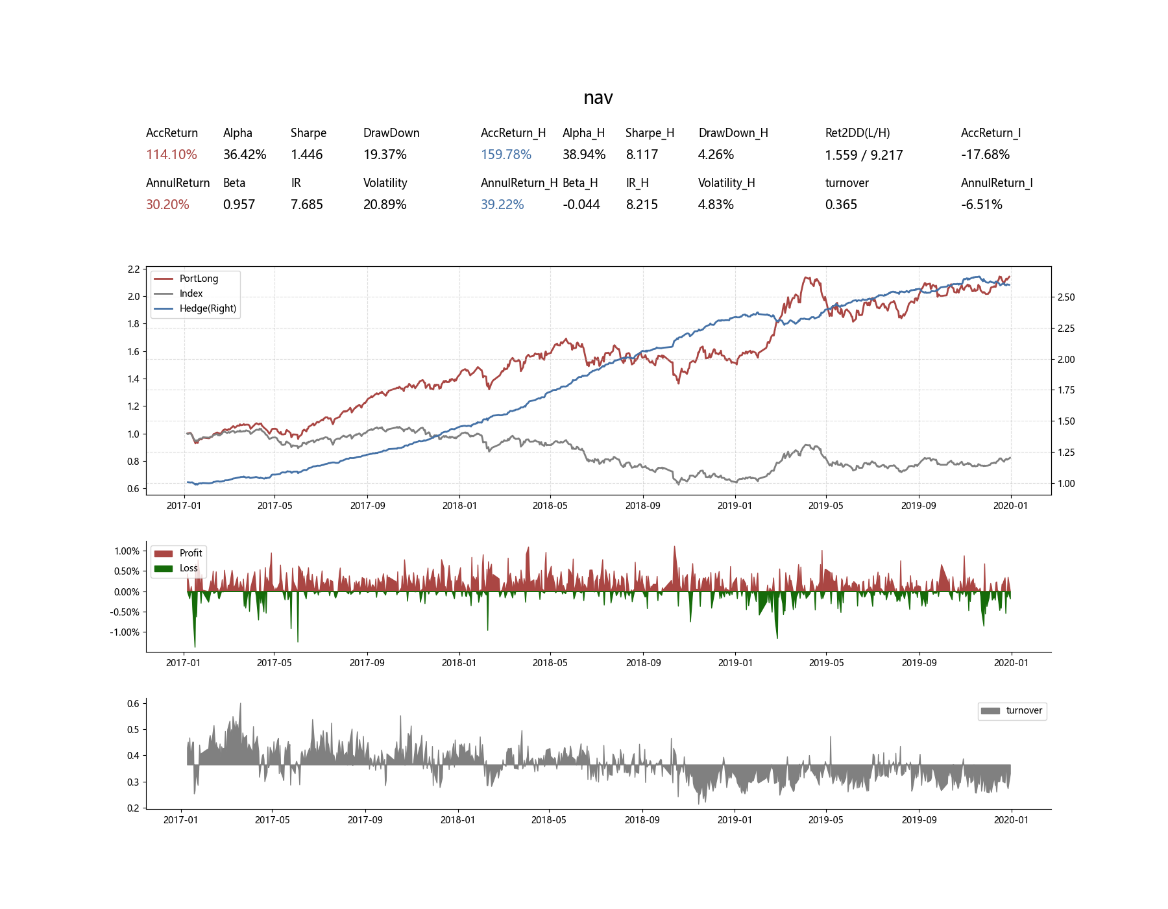 nav
AccReturn Alpha Sharpe DrawDown AccReturn_H Alpha_H Sharpe_H DrawDown_H Ret2DD(L/H) AccReturn_I
114.10% 36.42% 1.446 19.37% 159.78% 38.94% 8.117 4.26% 1.559 / 9.217 -17.68%
AnnulReturn Beta IR Volatility AnnulReturn_H Beta_H IR_H Volatility_H turnover AnnulReturn_I
30.20% 0.957 7.685 20.89% 39.22% -0.044 8.215 4.83% 0.365 -6.51%
2.2
2.0
1.8
1.6
1.4
1.2
1.0
0.8
0.6
PortLong
Index
Hedge(Right)
2.50
2.25
2.00
1.75
1.50
1.25
1.00
2017-01 2017-05 2017-09 2018-01 2018-05 2018-09 2019-01 2019-05 2019-09 2020-01
1.00%
0.50%
0.00%
-0.50%
-1.00%
Profit
Loss
2017-01 2017-05 2017-09 2018-01 2018-05 2018-09 2019-01 2019-05 2019-09 2020-01
0.6
0.5
0.4
0.3
0.2
turnover
2017-01 2017-05 2017-09 2018-01 2018-05 2018-09 2019-01 2019-05 2019-09 2020-01